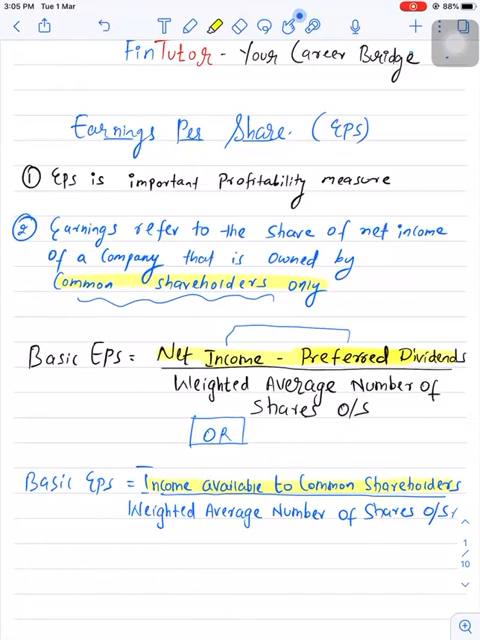 3:05 PM Tue 1 Mar
88%
FinTutor - Your Career Bridge
Earnings Per Share. (EPS)
① EPS is important Profitability measure
② Earnings refer to the share of net income
of a Company that is owned by
Common shareholders only
Basic EPS = Net Income - Preferred Dividends
Weighted Average Number of
Shares O/S
OR
Basic EPS = Income available to Common Shareholders
Weighted Average Number of Shares O/S
1
/
10